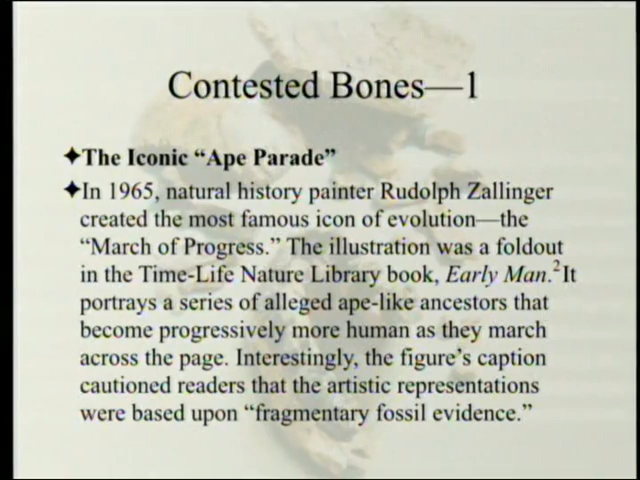 Contested Bones—1
✦The Iconic “Ape Parade”
✦In 1965, natural history painter Rudolph Zallinger
created the most famous icon of evolution—the
“March of Progress.” The illustration was a foldout
in the Time-Life Nature Library book, Early Man.2 It
portrays a series of alleged ape-like ancestors that
become progressively more human as they march
across the page. Interestingly, the figure’s caption
cautioned readers that the artistic representations
were based upon “fragmentary fossil evidence.”